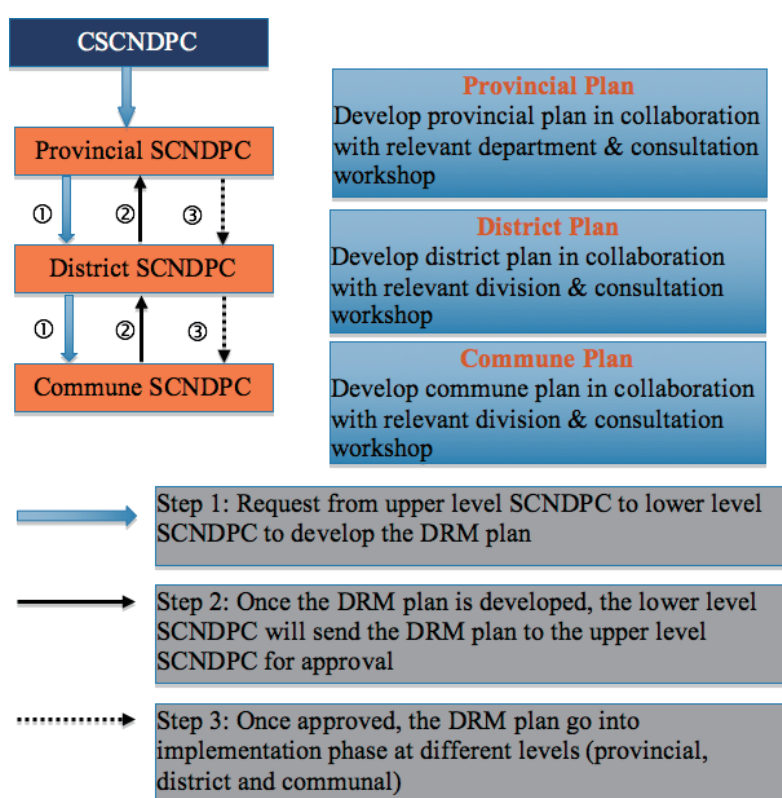 CSCNDPC
Provincial SCNDPC
① ② ③
District SCNDPC
① ② ③
Commune SCNDPC
Provincial Plan
Develop provincial plan in collaboration
with relevant department & consultation
workshop
District Plan
Develop district plan in collaboration
with relevant division & consultation
workshop
Commune Plan
Develop commune plan in collaboration
with relevant division & consultation
workshop
Step 1: Request from upper level SCNDPC to lower level
SCNDPC to develop the DRM plan
Step 2: Once the DRM plan is developed, the lower level
SCNDPC will send the DRM plan to the upper level
SCNDPC for approval
Step 3: Once approved, the DRM plan go into
implementation phase at different levels (provincial,
district and communal)